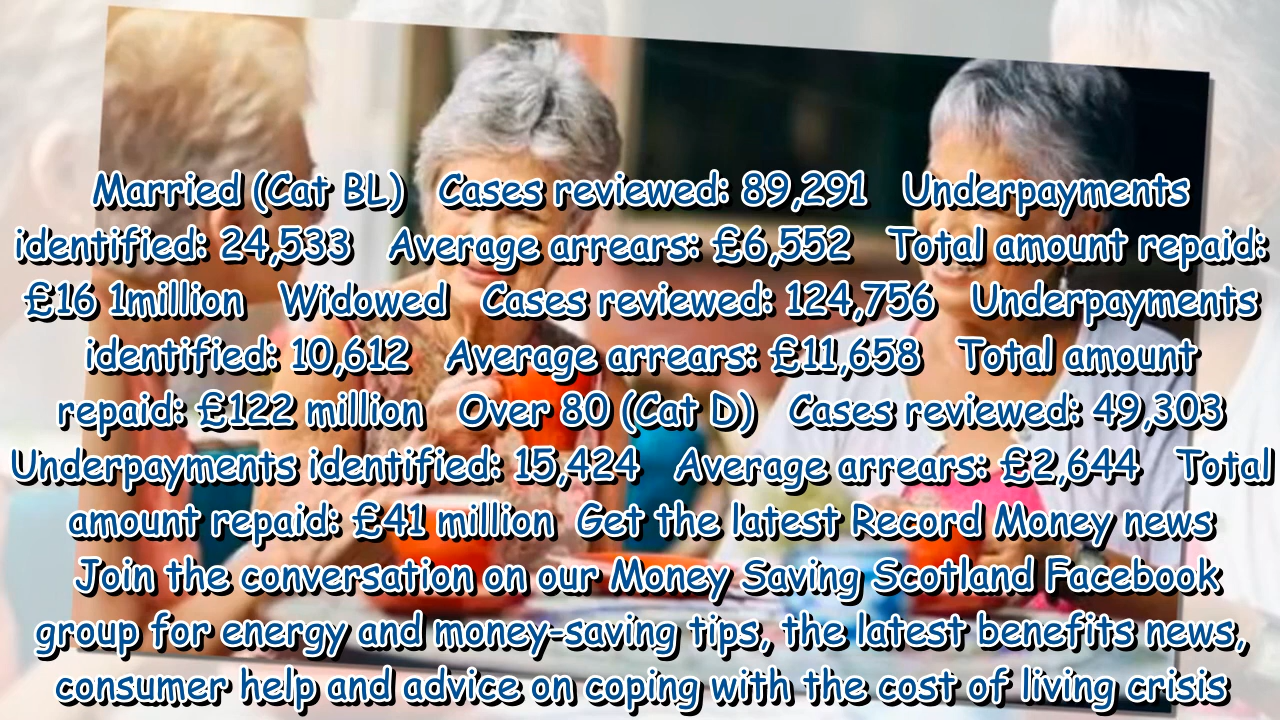 Married (Cat BL) Cases reviewed: 89,291 Underpayments
identified: 24,533 Average arrears: £6,552 Total amount repaid:
£16 1million Widowed Cases reviewed: 124,756 Underpayments
identified: 10,612 Average arrears: £11,658 Total amount
repaid: £122 million Over 80 (Cat D) Cases reviewed: 49,303
Underpayments identified: 15,424 Average arrears: £2,644 Total
amount repaid: £41 million Get the latest Record Money news
Join the conversation on our Money Saving Scotland Facebook
group for energy and money-saving tips, the latest benefits news,
consumer help and advice on coping with the cost of living crisis